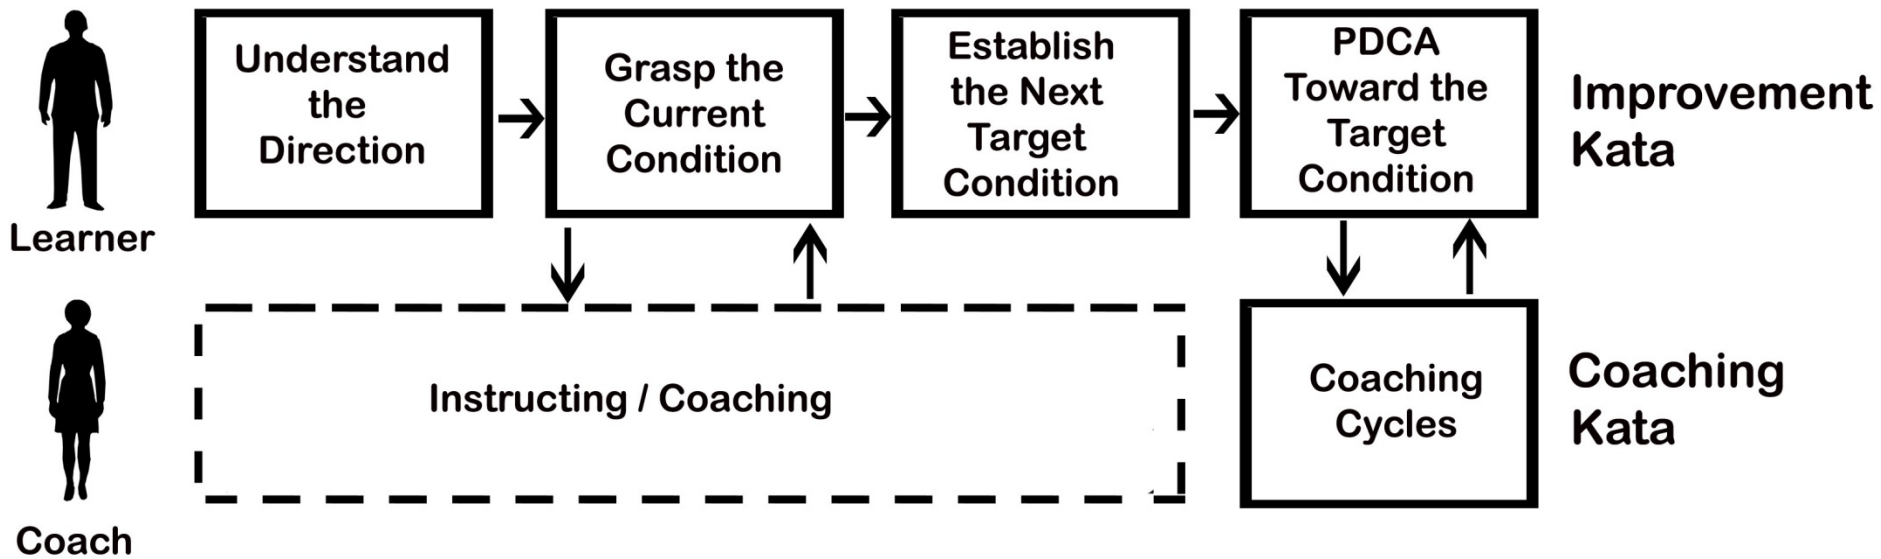 Understand
the
Direction
Grasp the
Current
Condition
Establish
the Next
Target
Condition
PDCA
Toward the
Target
Condition
Improvement
Kata
Learner
Instructing / Coaching
Coaching
Cycles
Coaching
Kata
Coach